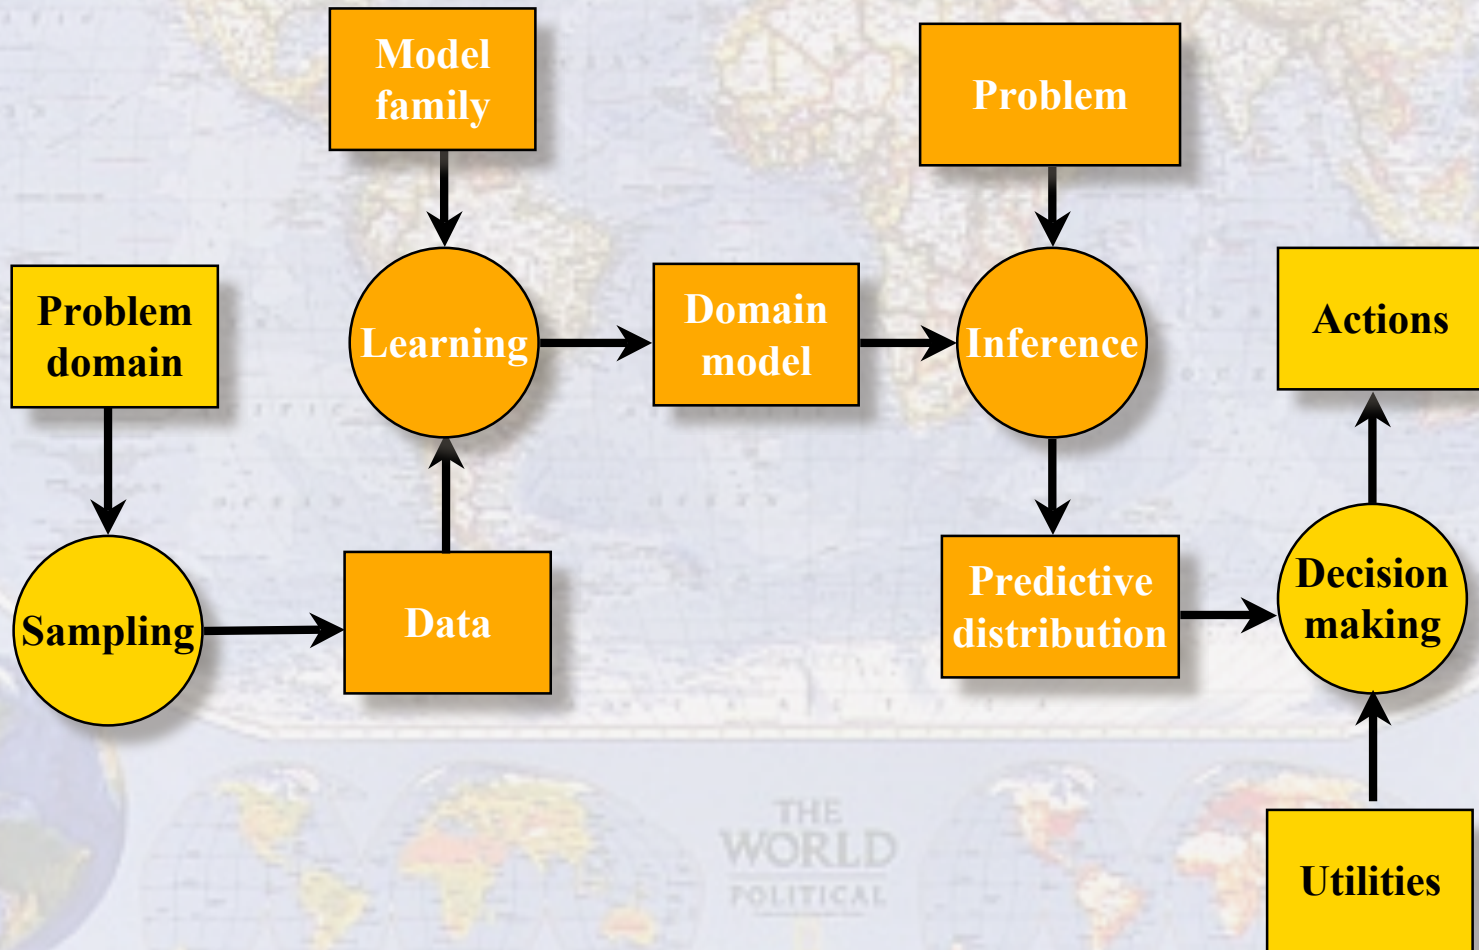 Model
family
Problem
Problem
domain
Learning
Domain
model
Inference
Actions
Sampling
Data
Predictive
distribution
Decision
making
THE
WORLD
POLITICAL
Utilities